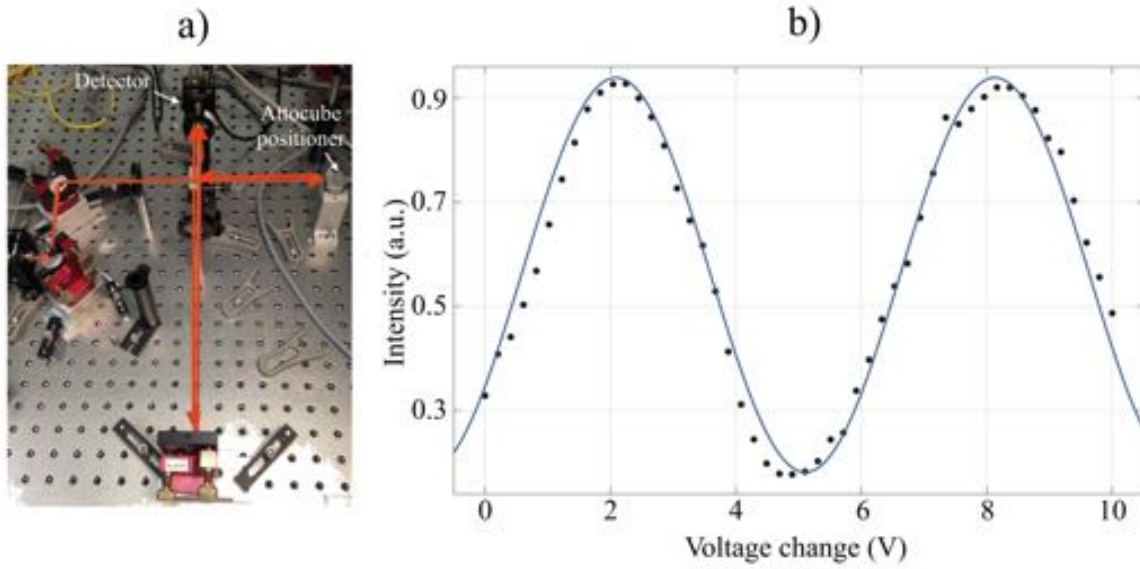 a)
Detector
Attocube
positioner
b)
Intensity (a.u.)
0.9
0.7
0.5
0.3
0
2
4
6
8
10
Voltage change (V)